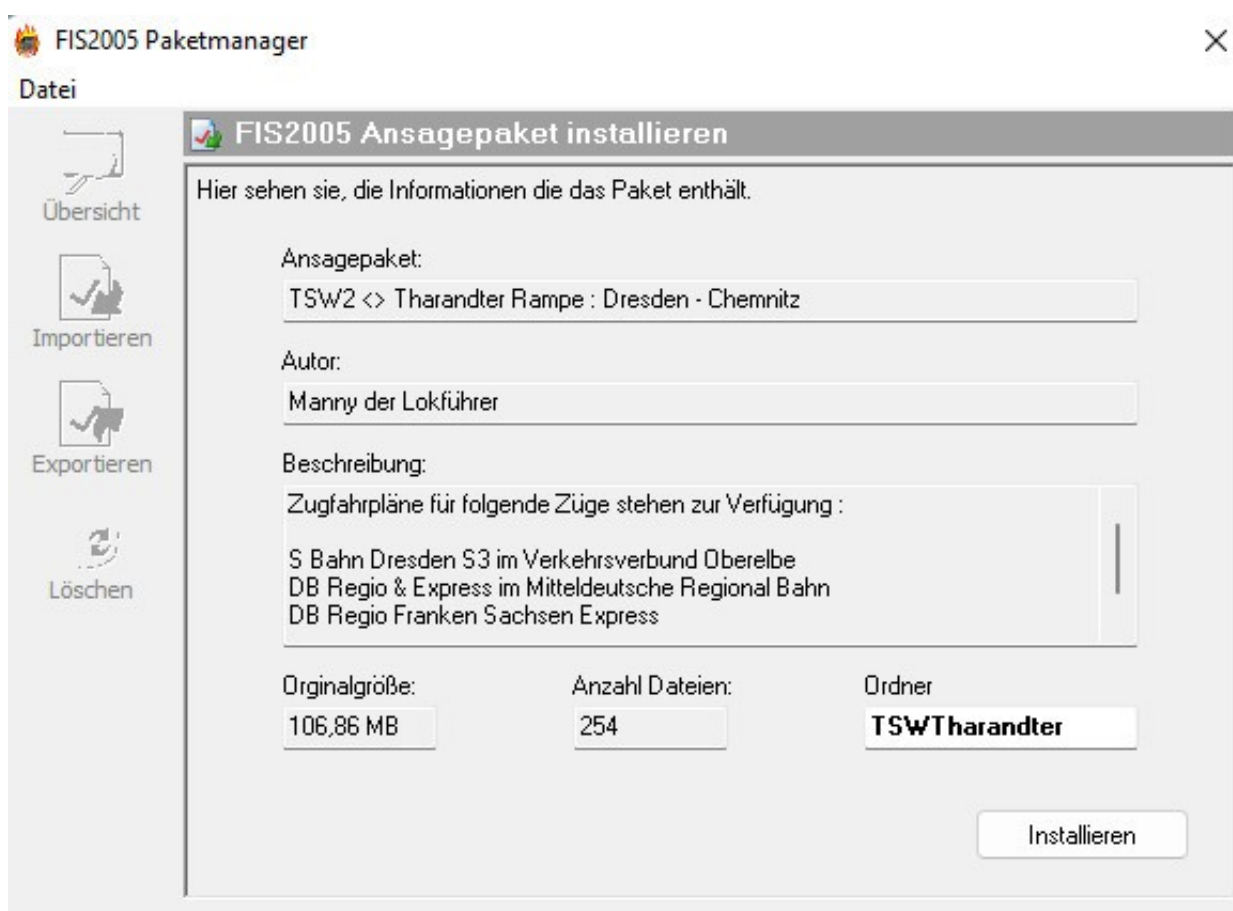 FIS2005 Paketmanager
Datei
FIS2005 Ansagepaket installieren
Übersicht
Importieren
Exportieren
Löschen
Hier sehen sie, die Informationen die das Paket enthält.
Ansagepaket:
TSW2 <> Tharandter Rampe : Dresden - Chemnitz
Autor:
Manny der Lokführer
Beschreibung:
Zugfahrpläne für folgende Züge stehen zur Verfügung :
S Bahn Dresden S3 im Verkehrsverbund Oberelbe
DB Regio & Express im Mitteldeutsche Regional Bahn
DB Regio Franken Sachsen Express
Orginalgröße: Anzahl Dateien: Ordner
106,86 MB 254 TSWTharandter
Installieren